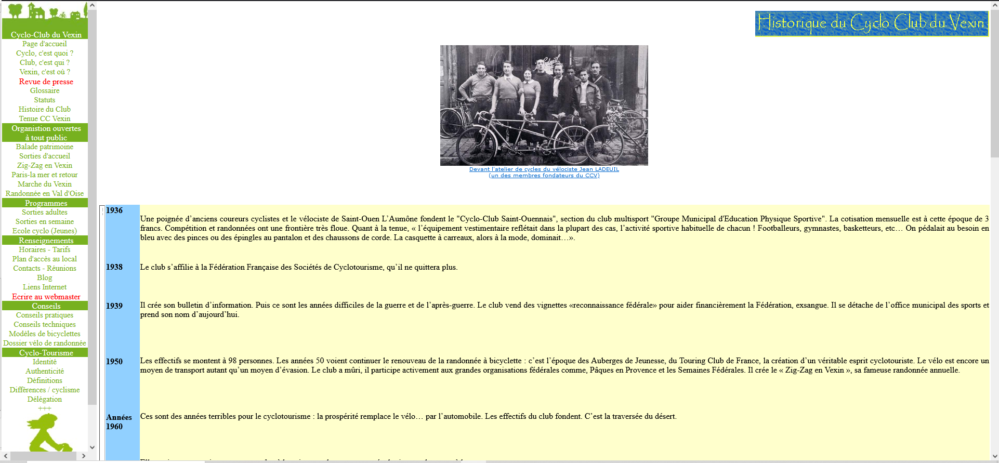 Cyclo-Club du Vexin
Page d'accueil
Cyclo, c'est quoi ?
Club, c'est qui ?
Vexin, c'est où ?
Revue de presse
Glossaire
Statuts
Histoire du Club
Tenue CC Vexin
Organistion ouvertes
à tout public
Balade patrimoine
Sorties d'accueil
Zig-Zag en Vexin
Paris-la mer et retour
Marche du Vexin
Randonnée en Val d'Oise
Programmes
Sorties adultes
Sorties en semaine
Ecole cyclo (Jeunes)
Renseignements
Horaires - Tarifs
Plan d'accès au local
Contacts - Réunions
Blog
Liens Internet
Ecrire au webmaster
Conseils
Conseils pratiques
Conseils techniques
Modèles de bicyclettes
Dossier vélo de randonnée
Cyclo-Tourisme
Identité
Authenticité
Définitions
Différences / cyclisme
Délégation
+++
Historique du Cyclo Club du Vexin
Devant l'atelier de cycles du vélociste Jean LADEUIL
(un des membres fondateurs du CCV)
1936
Une poignée d’anciens coureurs cyclistes et le vélociste de Saint-Ouen L’Aumône fondent le "Cyclo-Club Saint-Ouennais", section du club multisport "Groupe Municipal d'Education Physique Sportive". La cotisation mensuelle est à cette époque de 3
francs. Compétition et randonnées ont une frontière très floue. Quant à la tenue, « l’équipement vestimentaire reflétait dans la plupart des cas, l’activité sportive habituelle de chacun ! Footballeurs, gymnastes, basketteurs, etc… On pédalait au besoin en
bleu avec des pinces ou des épingles au pantalon et des chaussons de corde. La casquette à carreaux, alors à la mode, dominait…».
1938
Le club s’affilie à la Fédération Française des Sociétés de Cyclotourisme, qu’il ne quittera plus.
1939
Il crée son bulletin d’information. Puis ce sont les années difficiles de la guerre et de l’après-guerre. Le club vend des vignettes «reconnaissance fédérale» pour aider financièrement la Fédération, exsangue. Il se détache de l’office municipal des sports et
prend son nom d’aujourd’hui.
1950
Les effectifs se montent à 98 personnes. Les années 50 voient continuer le renouveau de la randonnée à bicyclette : c’est l’époque des Auberges de Jeunesse, du Touring Club de France, la création d’un véritable esprit cyclotouriste. Le vélo est encore un
moyen de transport autant qu’un moyen d’évasion. Le club a mûri, il participe activement aux grandes organisations fédérales comme, Pâques en Provence et les Semaines Fédérales. Il crée le « Zig-Zag en Vexin », sa fameuse randonnée annuelle.
Années
1960
Ces sont des années terribles pour le cyclotourisme : la prospérité remplace le vélo… par l’automobile. Les effectifs du club fondent. C’est la traversée du désert.